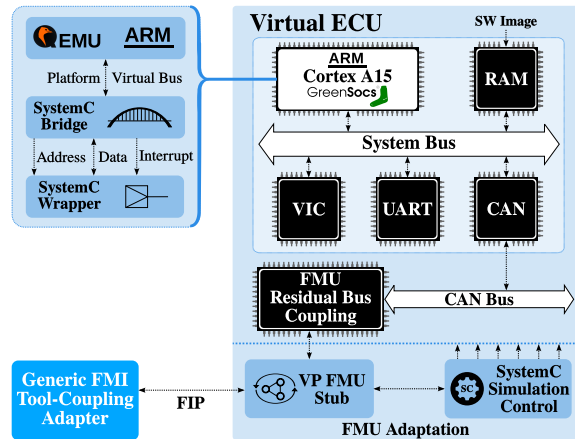 QEMU ARM
Platform Virtual Bus
SystemC
Bridge
Address Data Interrupt
SystemC
Wrapper
Virtual ECU
SW Image
ARM
Cortex A15
GreenSocs
RAM
System Bus
VIC
UART
CAN
FMU
Residual Bus
Coupling
CAN Bus
Generic FMI
Tool-Coupling
Adapter
FIP
VP FMU
Stub
SC
SystemC
Simulation
Control
FMU Adaptation